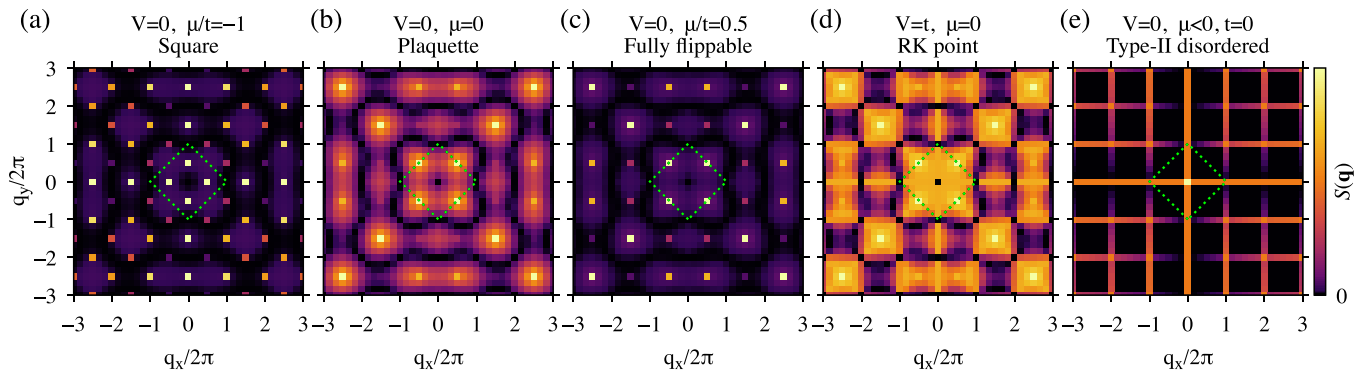 (a) V=0, μ/t=−1
Square
(b) V=0, μ=0
Plaquette
(c) V=0, μ/t=0.5
Fully flippable
(d) V=t, μ=0
RK point
(e) V=0, μ<0, t=0
Type-II disordered
3
2
1
0
−1
−2
−3
q_y/2π
−3 −2 −1 0 1 2 3
q_x/2π
−3 −2 −1 0 1 2 3
q_x/2π
−3 −2 −1 0 1 2 3
q_x/2π
−3 −2 −1 0 1 2 3
q_x/2π
−3 −2 −1 0 1 2 3
q_x/2π
S(q)
0